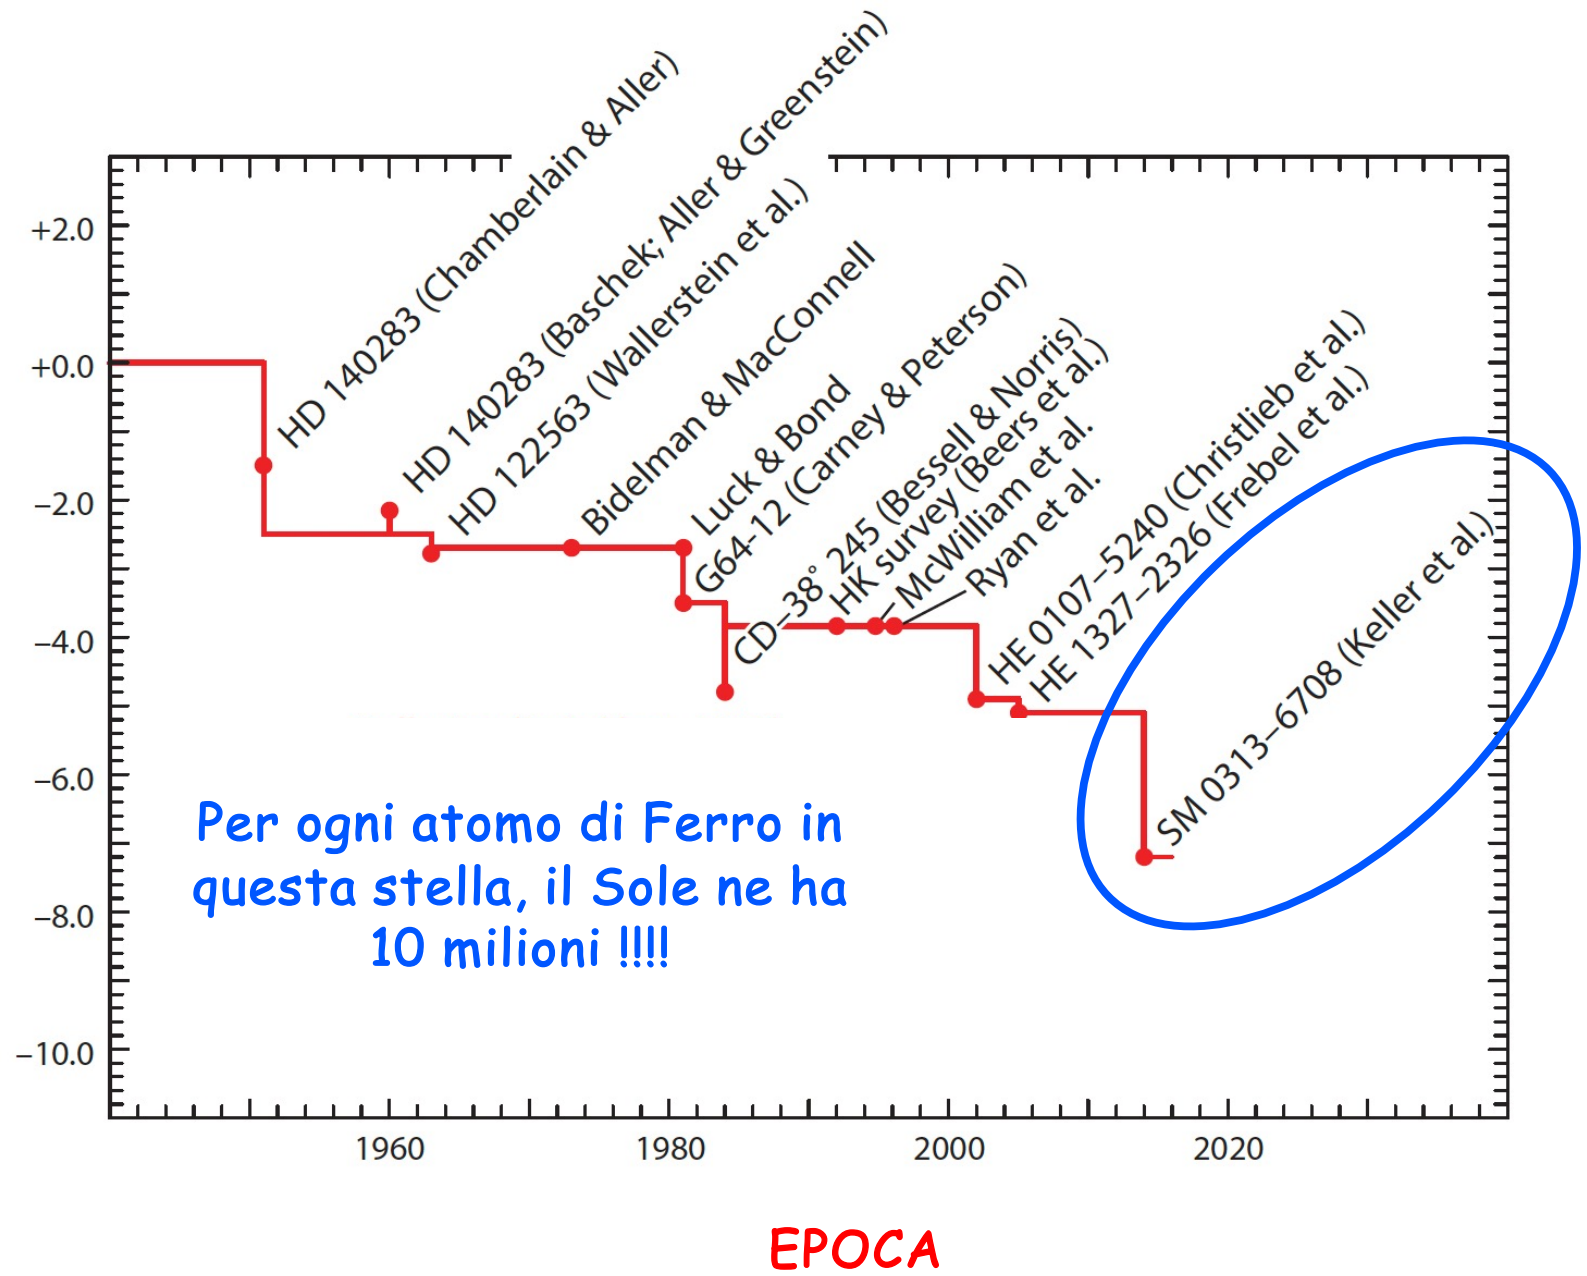 HD 140283 (Chamberlain & Aller)
HD 140283 (Baschek; Aller & Greenstein)
HD 122563 (Wallerstein et al.)
Bidelman & MacConnell
Luck & Bond
G64-12 (Carney & Peterson)
CD–38° 245 (Bessell & Norris)
HK survey (Beers et al.)
McWilliam et al.
Ryan et al.
HE 0107–5240 (Christlieb et al.)
HE 1327–2326 (Frebel et al.)
SM 0313–6708 (Keller et al.)
+2.0
+0.0
–2.0
–4.0
–6.0
–8.0
–10.0
Per ogni atomo di Ferro in
questa stella, il Sole ne ha
10 milioni !!!!
1960
1980
2000
2020
EPOCA